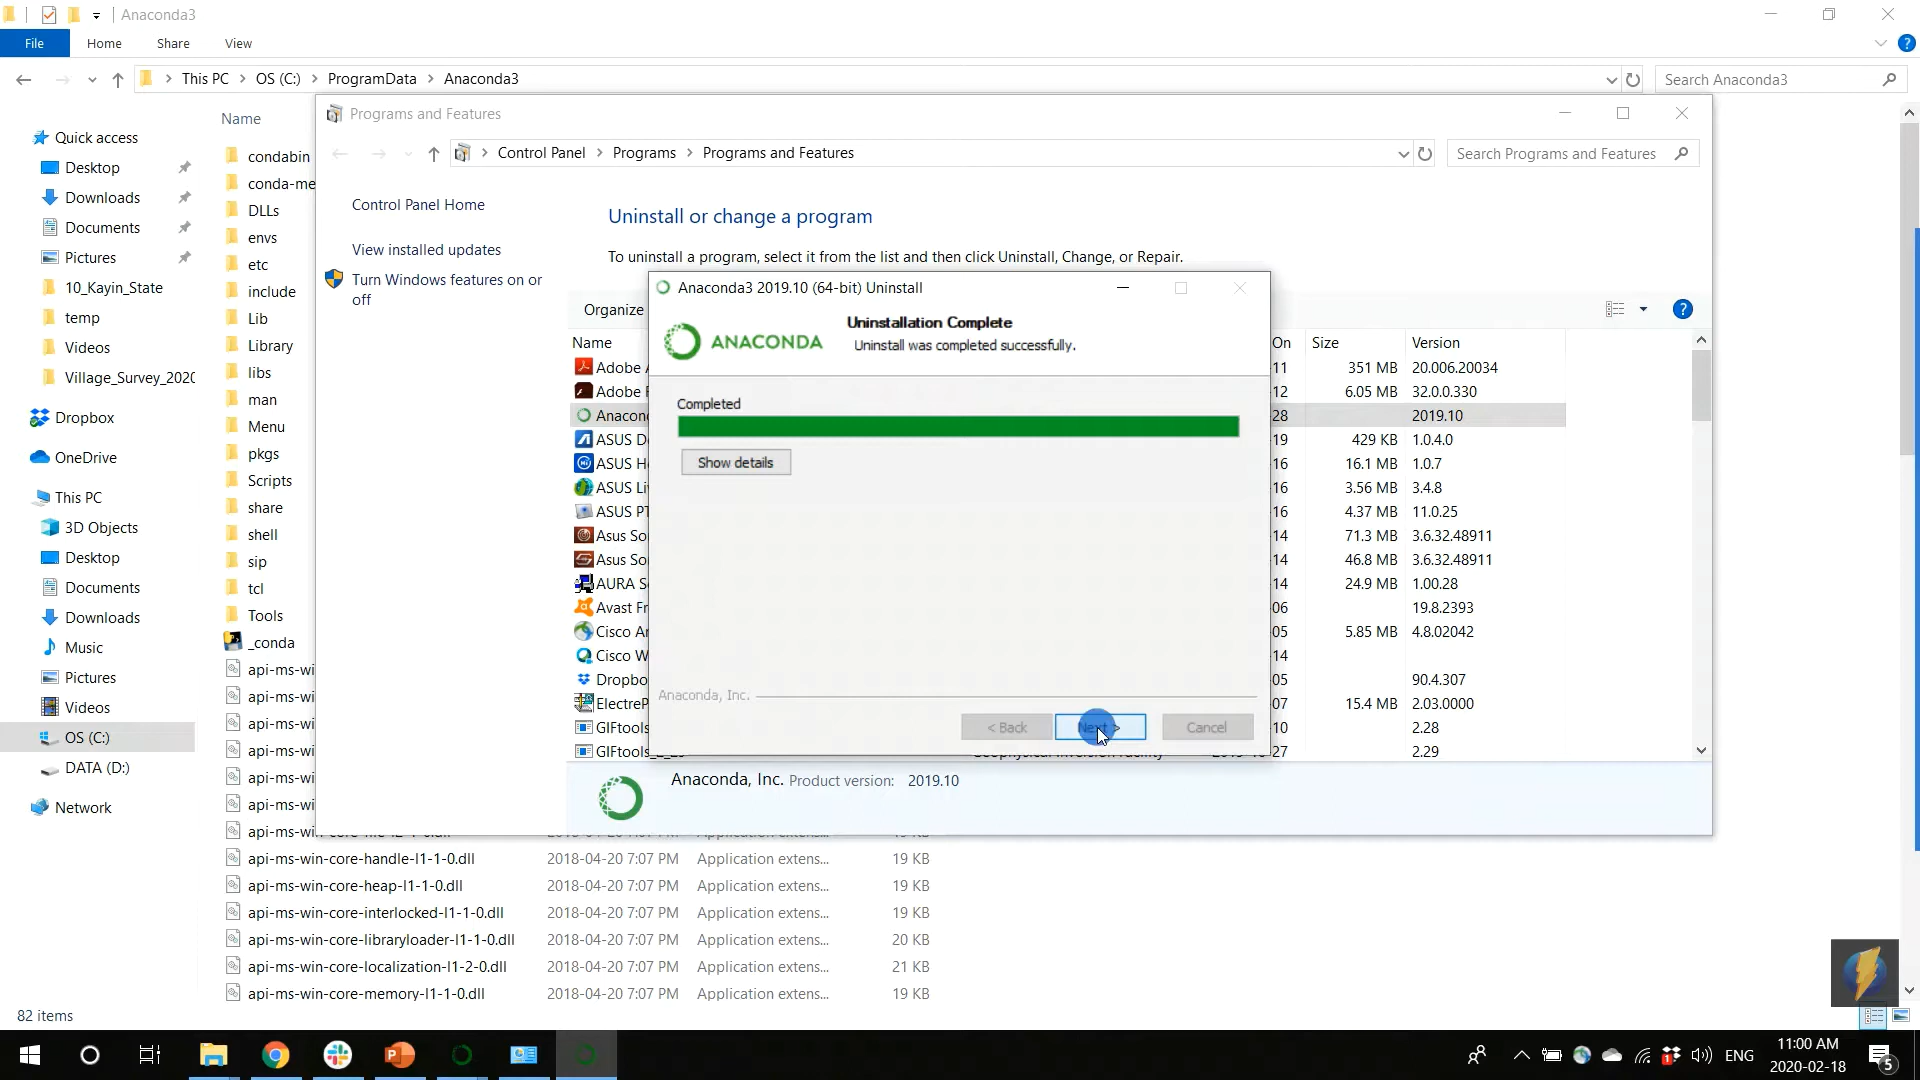 Anaconda3
File Home Share View
This PC > OS (C:) > ProgramData > Anaconda3
Search Anaconda3
Name
Quick access
Desktop
Downloads
Documents
Pictures
10_Kayin_State
temp
Videos
Village_Survey_202
Dropbox
OneDrive
This PC
3D Objects
Desktop
Documents
Downloads
Music
Pictures
Videos
OS (C:)
DATA (D:)
Network
condabin
conda-me
DLLs
envs
etc
include
Lib
Library
libs
man
Menu
pkgs
Scripts
share
shell
sip
tcl
Tools
_conda
api-ms-wi
api-ms-wi
api-ms-wi
api-ms-wi
api-ms-wi
api-ms-wi
api-ms-win-core-handle-l1-1-0.dll 2018-04-20 7:07 PM Application extens... 19 KB
api-ms-win-core-heap-l1-1-0.dll 2018-04-20 7:07 PM Application extens... 19 KB
api-ms-win-core-interlocked-l1-1-0.dll 2018-04-20 7:07 PM Application extens... 19 KB
api-ms-win-core-libraryloader-l1-1-0.dll 2018-04-20 7:07 PM Application extens... 20 KB
api-ms-win-core-localization-l1-2-0.dll 2018-04-20 7:07 PM Application extens... 21 KB
api-ms-win-core-memory-l1-1-0.dll 2018-04-20 7:07 PM Application extens... 19 KB
82 items
Programs and Features
Control Panel > Programs > Programs and Features
Search Programs and Features
Control Panel Home
View installed updates
Turn Windows features on or
off
Uninstall or change a program
To uninstall a program, select it from the list and then click Uninstall, Change, or Repair.
Organize
Name On Size Version
Adobe A 11 351 MB 20.006.20034
Adobe F 12 6.05 MB 32.0.0.330
Anacon 28 2019.10
ASUS D 19 429 KB 1.0.4.0
ASUS H 16 16.1 MB 1.0.7
ASUS Li 16 3.56 MB 3.4.8
ASUS PT 16 4.37 MB 11.0.25
Asus So 14 71.3 MB 3.6.32.48911
Asus So 14 46.8 MB 3.6.32.48911
AURA S 14 24.9 MB 1.00.28
Avast Fr 06 19.8.2393
Cisco An 05 5.85 MB 4.8.02042
Cisco W 14
Dropbo 05 90.4.307
ElectreP 07 15.4 MB 2.03.0000
GIFtools 10 2.28
GIFtools_2_29 2.29
Anaconda, Inc. Product version: 2019.10
Anaconda3 2019.10 (64-bit) Uninstall
ANACONDA
Uninstallation Complete
Uninstall was completed successfully.
Completed
Show details
Anaconda, Inc.
< Back Next > Cancel
ENG
11:00 AM
2020-02-18
5